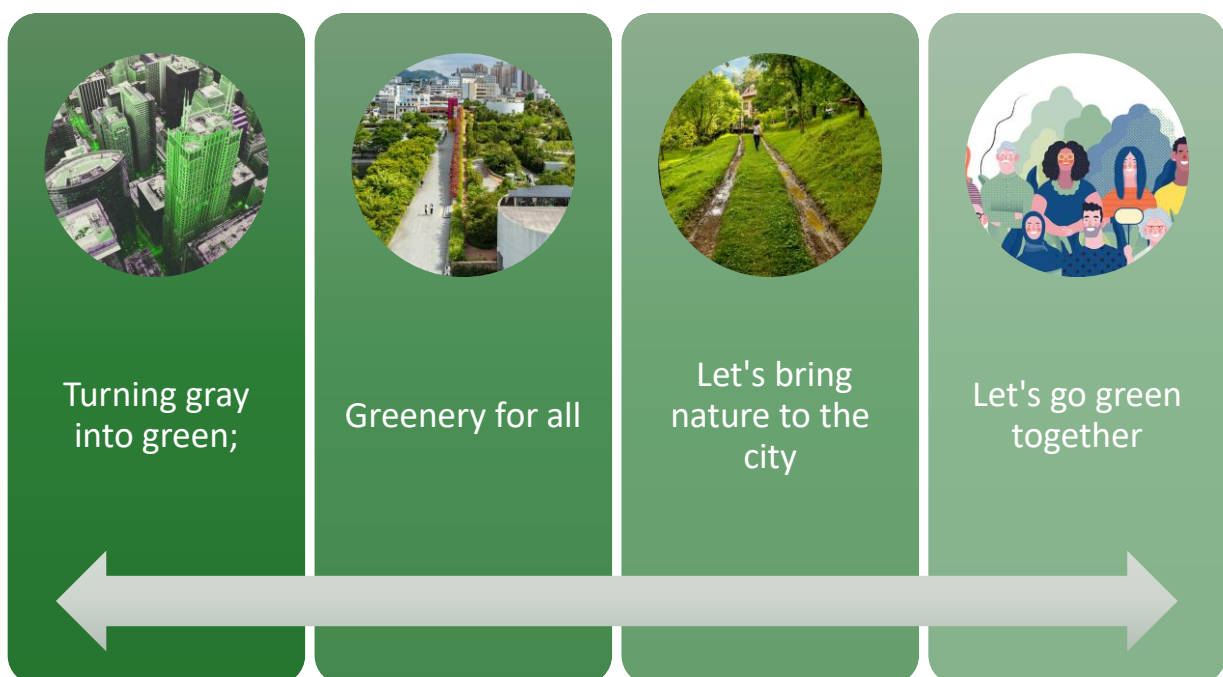 Turning gray
into green;
Greenery for all
Let's bring
nature to the
city
Let's go green
together